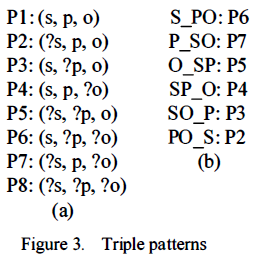 P1: (s, p, o)
P2: (?s, p, o)
P3: (s, ?p, o)
P4: (s, p, ?o)
P5: (?s, ?p, o)
P6: (s, ?p, ?o)
P7: (?s, p, ?o)
P8: (?s, ?p, ?o)
(a)
S_PO: P6
P_SO: P7
O_SP: P5
SP_O: P4
SO_P: P3
PO_S: P2
(b)
Figure 3. Triple patterns